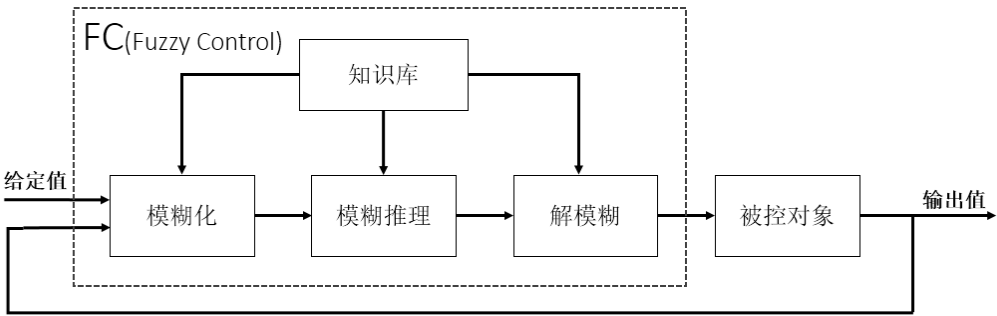 FC(Fuzzy Control)
知识库
给定值
模糊化
模糊推理
解模糊
被控对象
输出值